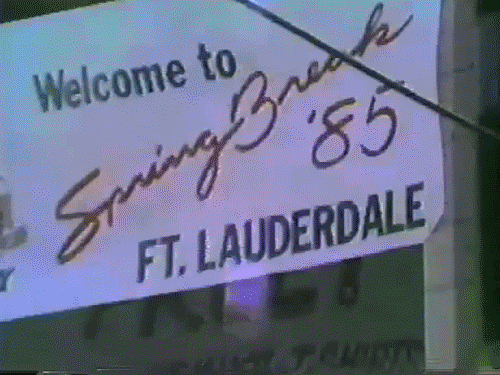 Welcome to
Spring Break
'85
FT. LAUDERDALE